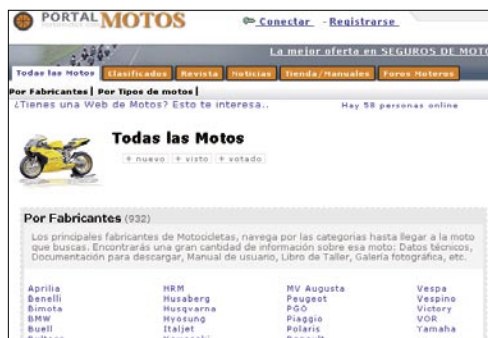 PORTAL MOTOS
Conectar - Registrarse
La mejor oferta en SEGUROS DE MOTO
Todas las Motos Clasificados Revista Noticias Tienda/Manuales Foros Moteros
Por Fabricantes | Por Tipos de motos |
¿Tienes una Web de Motos? Esto te interesa.. Hay 58 personas online
Todas las Motos
+ nuevo + visto + votado
Por Fabricantes (932)
Los principales fabricantes de Motocicletas, navega por las categorias hasta llegar a la moto
que buscas. Encontrarás una gran cantidad de información sobre esa moto: Datos técnicos,
Documentación para descargar, Manual de usuario, Libro de Taller, Galería fotográfica, etc.
Aprilia HRM MV Augusta Vespa
Benelli Husaberg Peugeot Vespino
Bimota Husqvarna PGO Victory
BMW Hyosung Piaggio VOR
Buell Italjet Polaris Yamaha